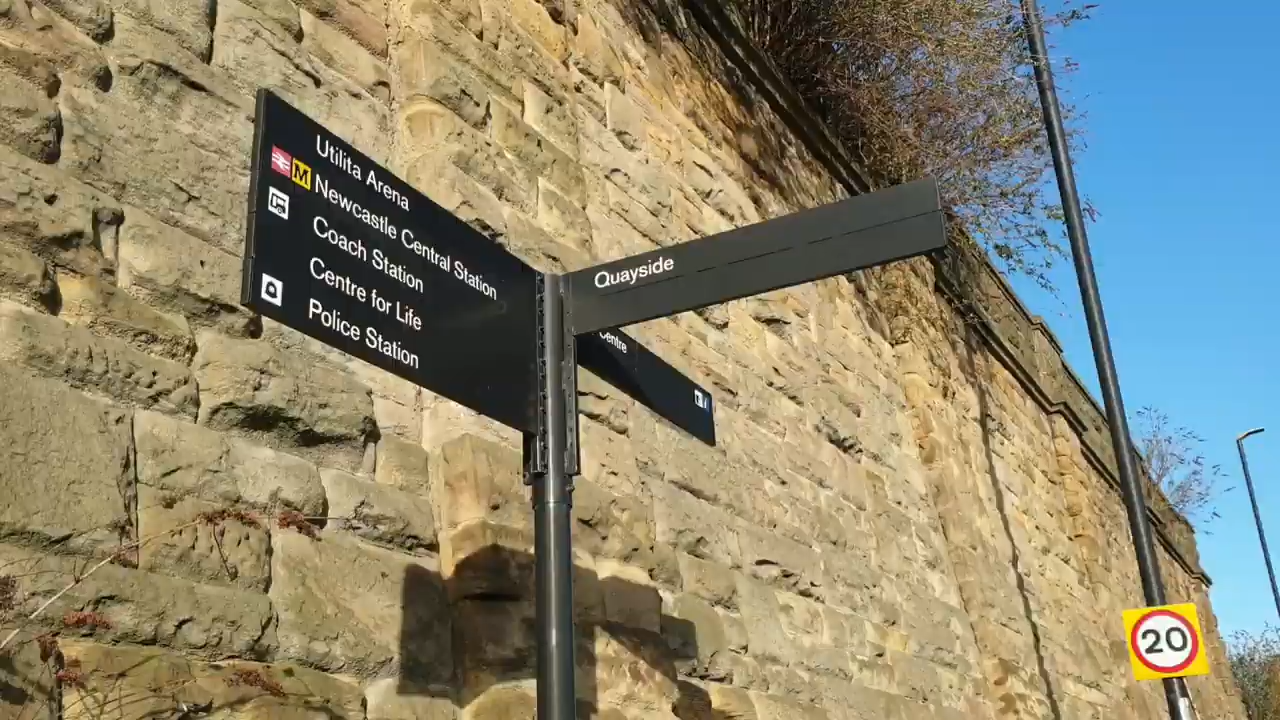 Utilita Arena
M Newcastle Central Station
Coach Station
Centre for Life
Police Station
Quayside
Centre
20